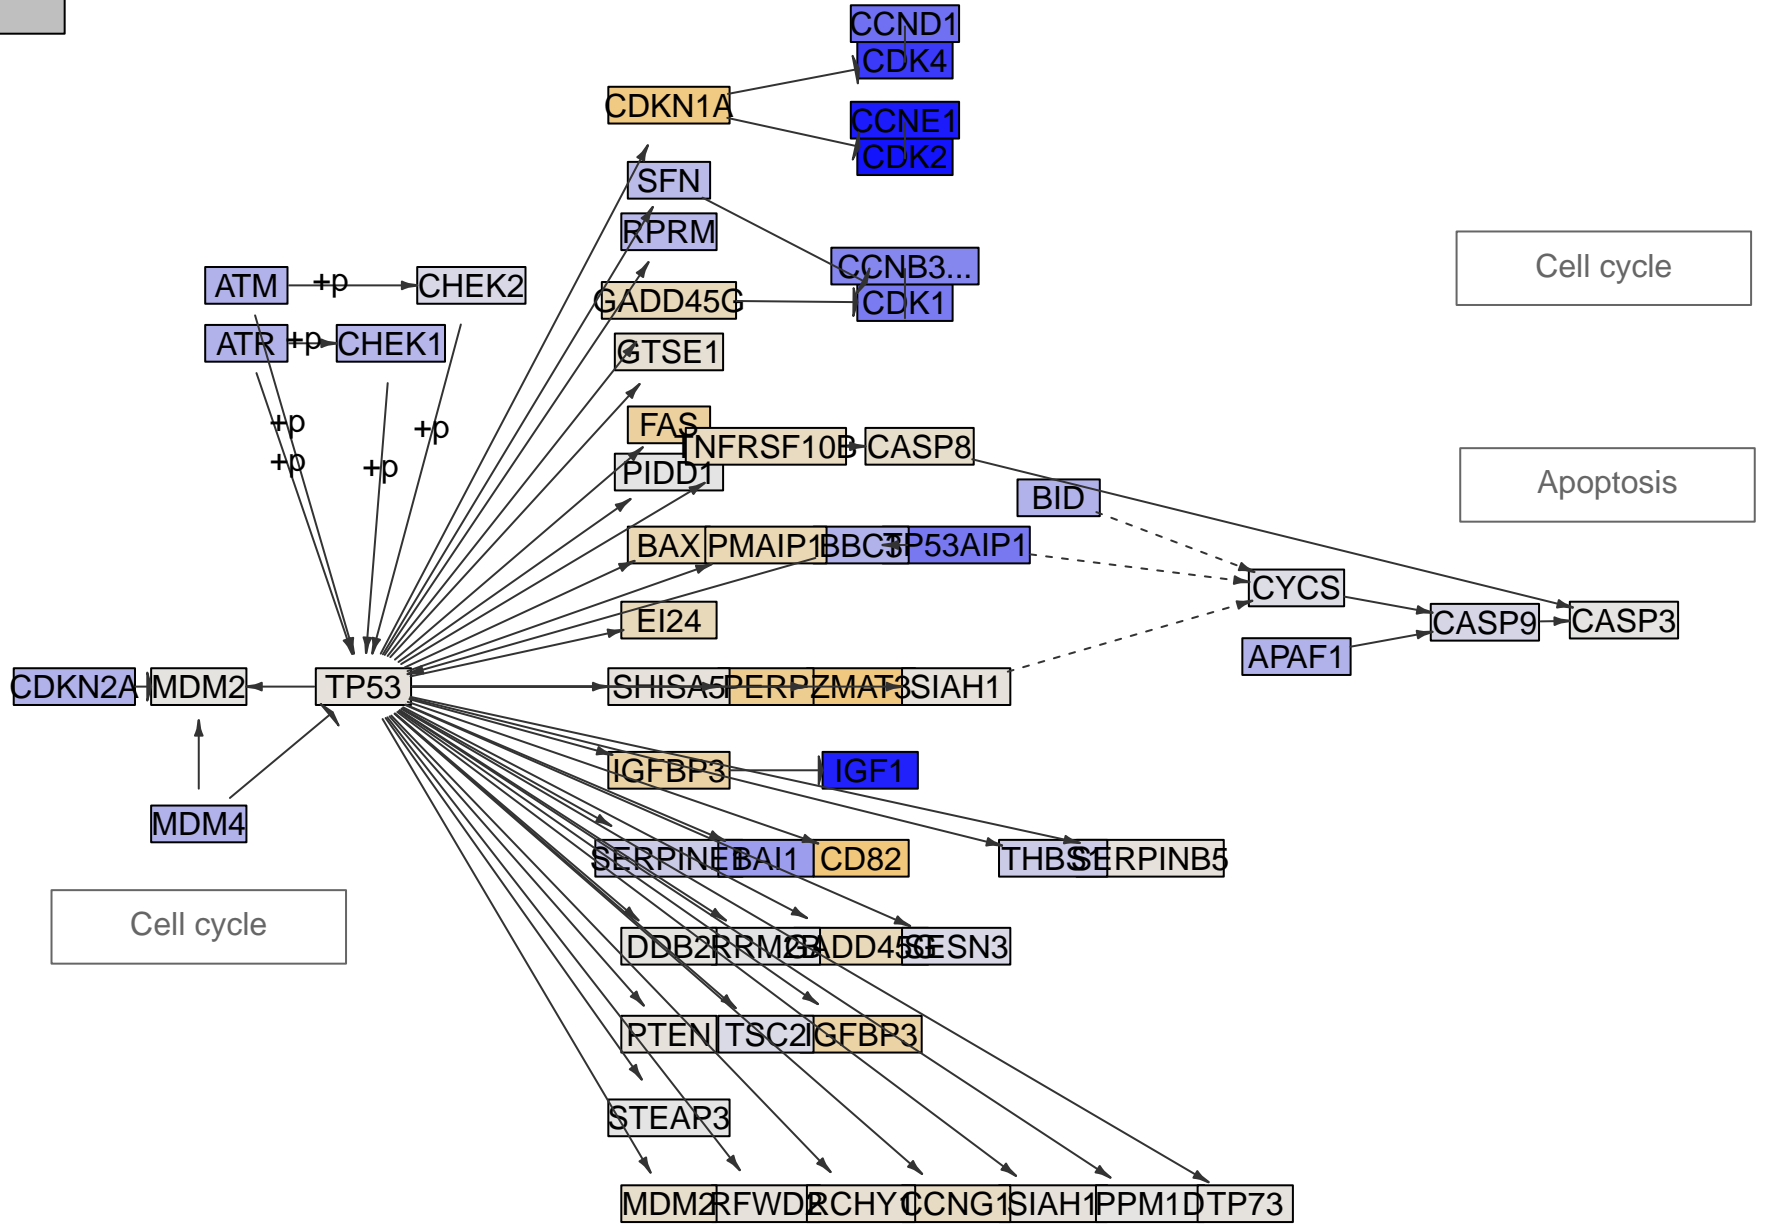 CCND1
CDK4
CDKN1A
CCNE1
CDK2
SFN
RPRM
Cell cycle
CCNB3...
ATM
+p
CHEK2
GADD45G
CDK1
ATR
+p
CHEK1
GTSE1
+p
+p
FAS
TNFRSF10B
CASP8
+p
+p
PIDD1
Apoptosis
BID
BAX
PMAIP1
BBC3
TP53AIP1
CYCS
EI24
CASP9
CASP3
APAF1
CDKN2A
MDM2
TP53
SHISA5
PERP
ZMAT3
SIAH1
IGFBP3
IGF1
MDM4
SERPINE1
BAI1
CD82
THBS1
SERPINB5
Cell cycle
DDB2
RRM2B
GADD45G
SESN3
PTEN
TSC2
IGFBP3
STEAP3
MDM2
RFWD2
RCHY1
CCNG1
SIAH1
PPM1D
TP73